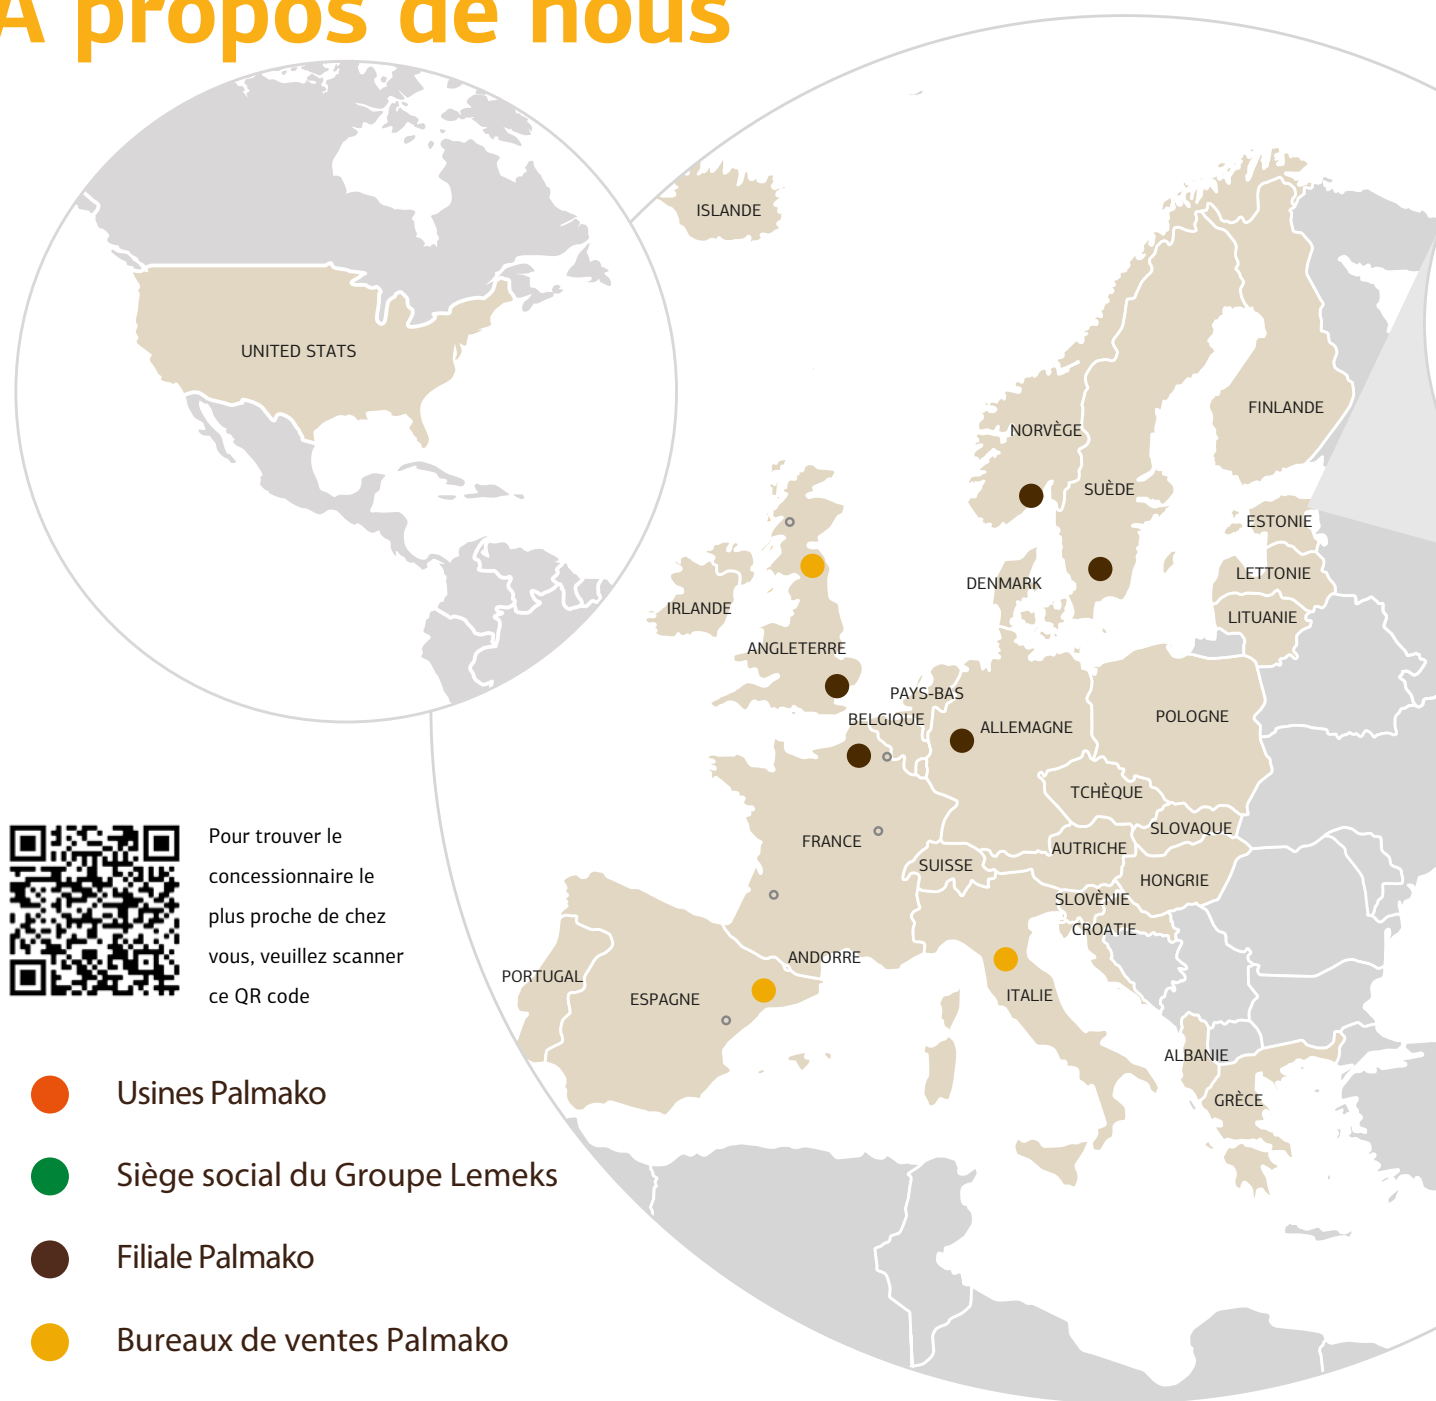 À propos de nous
ISLANDE
UNITED STATS
FINLANDE
NORVÈGE
SUÈDE
ESTONIE
LETTONIE
DENMARK
IRLANDE
LITUANIE
ANGLETERRE
PAYS-BAS
BELGIQUE
ALLEMAGNE
POLOGNE
TCHÈQUE
SLOVAQUE
FRANCE
AUTRICHE
SUISSE
HONGRIE
SLOVÈNIE
CROATIE
ANDORRE
PORTUGAL
ESPAGNE
ITALIE
ALBANIE
GRÈCE
Pour trouver le
concessionnaire le
plus proche de chez
vous, veuillez scanner
ce QR code
Usines Palmako
Siège social du Groupe Lemeks
Filiale Palmako
Bureaux de ventes Palmako